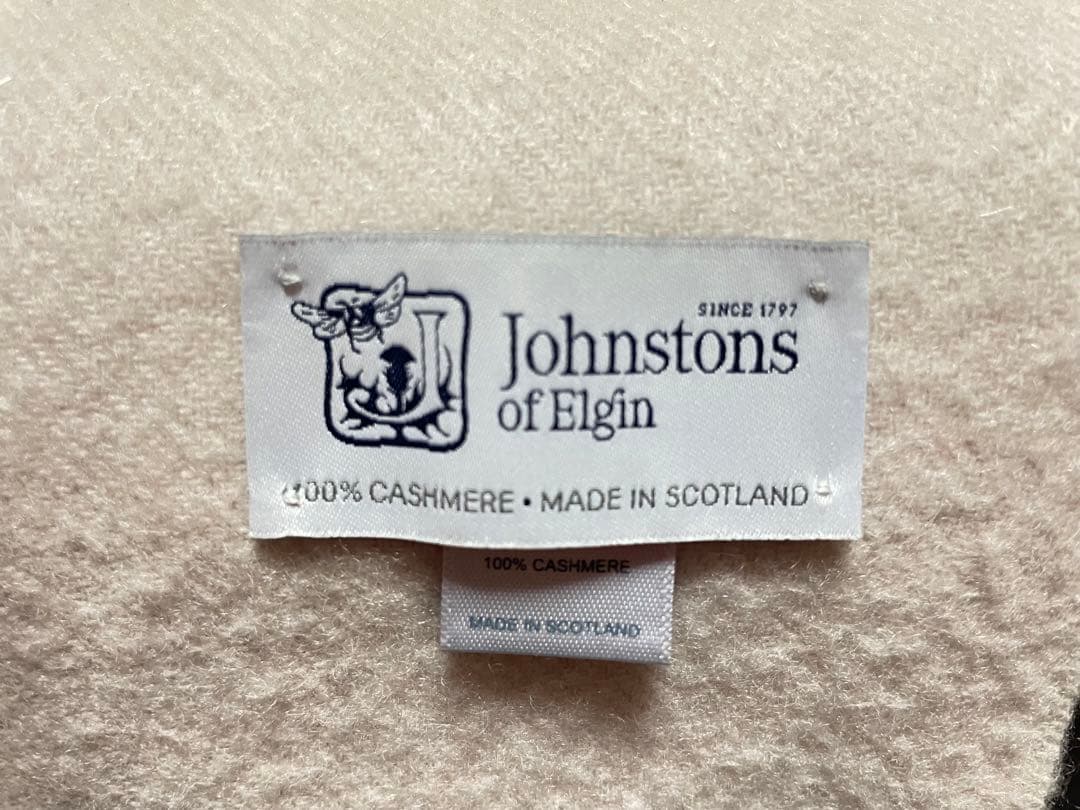 SINCE 1797
Johnstons
of Elgin
100% CASHMERE • MADE IN SCOTLAND
100% CASHMERE
MADE IN SCOTLAND